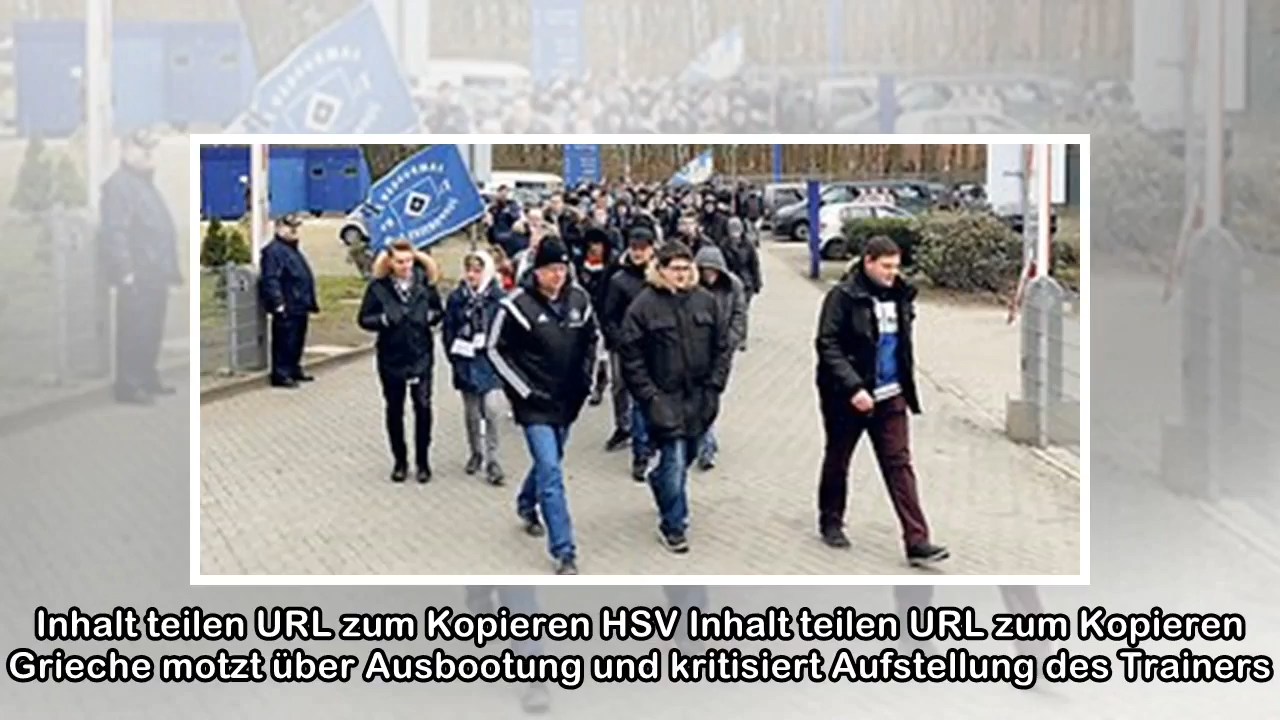 Inhalt teilen URL zum Kopieren HSV Inhalt teilen URL zum Kopieren
Grieche motzt über Ausbootung und kritisiert Aufstellung des Trainers